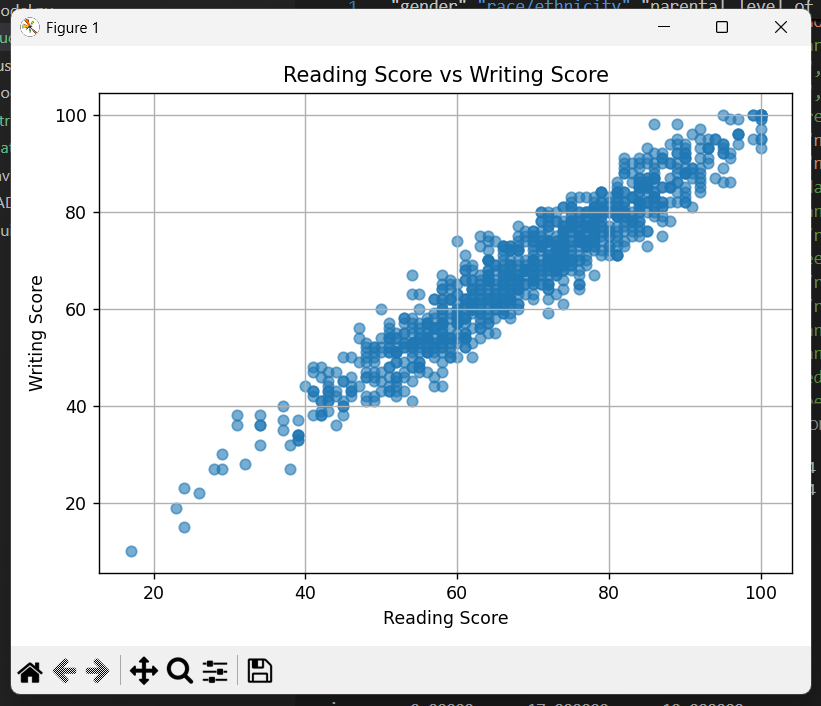 1 "gender","race/ethnicity","parental level of
Figure 1
Reading Score vs Writing Score
100
80
60
40
20
Writing Score
20 40 60 80 100
Reading Score